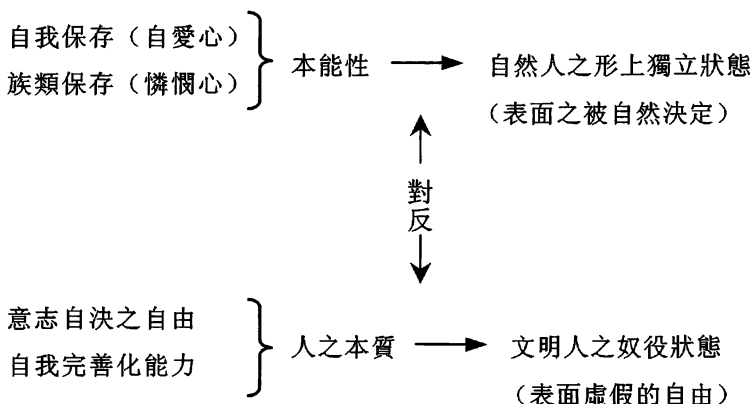 自我保存（自愛心）
族類保存（憐憫心）
本能性
自然人之形上獨立狀態
（表面之被自然決定）
對反
意志自決之自由
自我完善化能力
人之本質
文明人之奴役狀態
（表面虛假的自由）